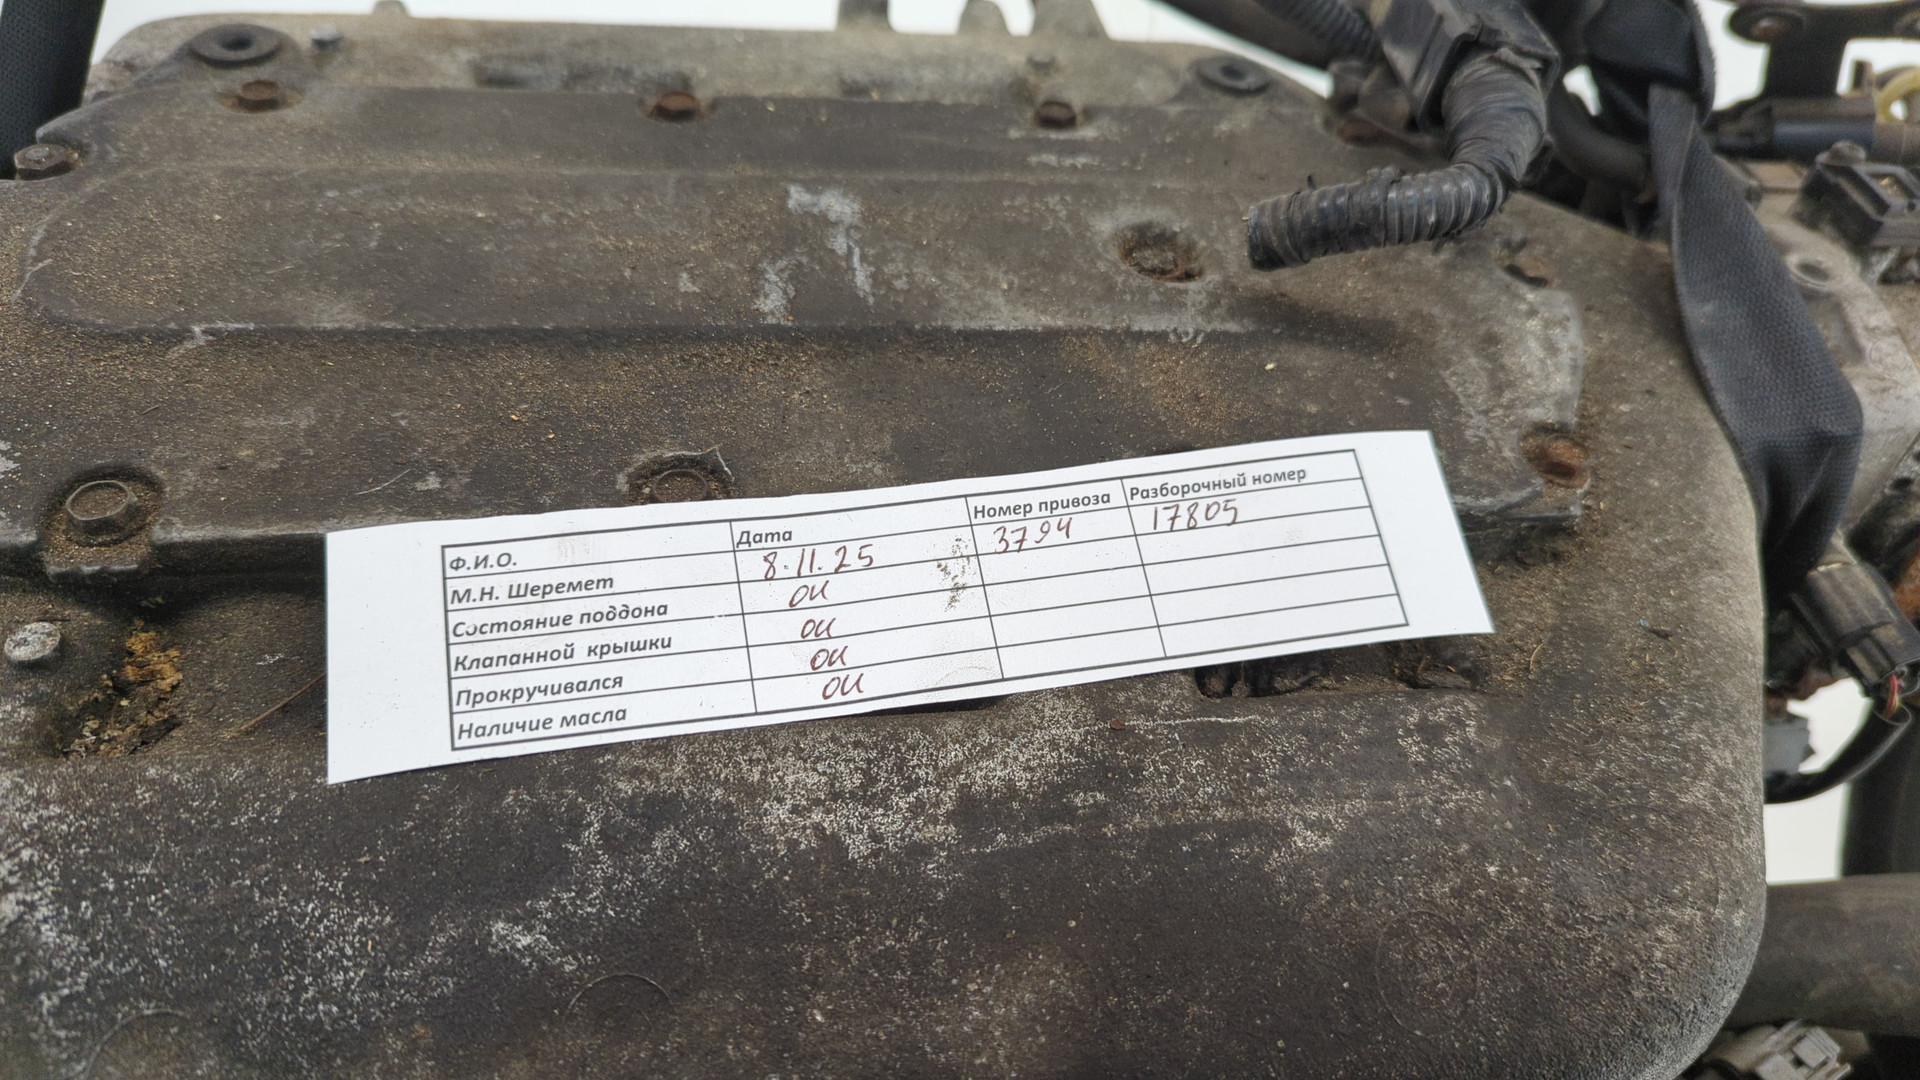 Ф.И.О. Дата Номер привоза Разборочный номер
М.Н. Шеремет 8.11.25 3794 17805
Состояние поддона ОК
Клапанной крышки ОК
Прокручивался ОК
Наличие масла ОК